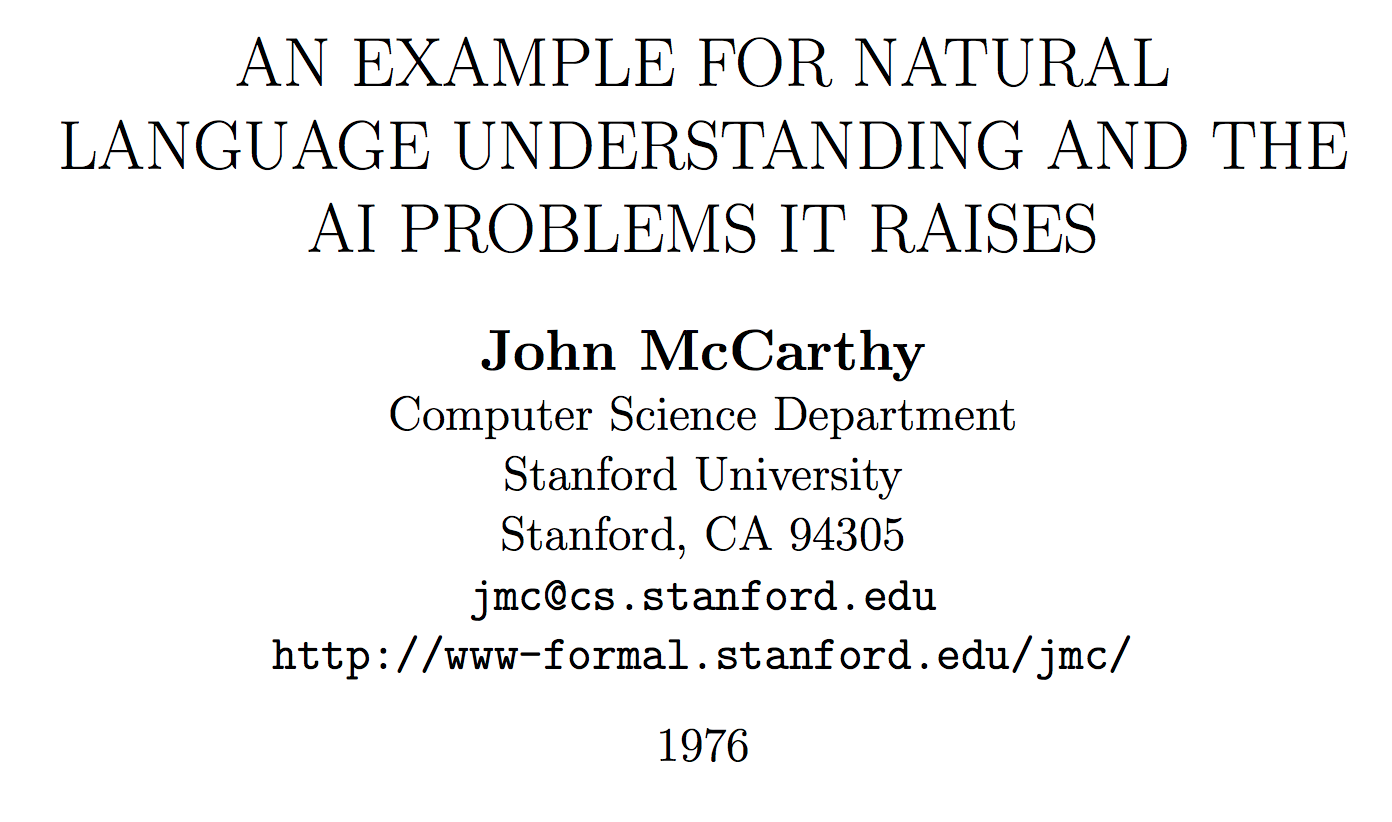 AN EXAMPLE FOR NATURAL
LANGUAGE UNDERSTANDING AND THE
AI PROBLEMS IT RAISES
John McCarthy
Computer Science Department
Stanford University
Stanford, CA 94305
jmc@cs.stanford.edu
http://www-formal.stanford.edu/jmc/
1976